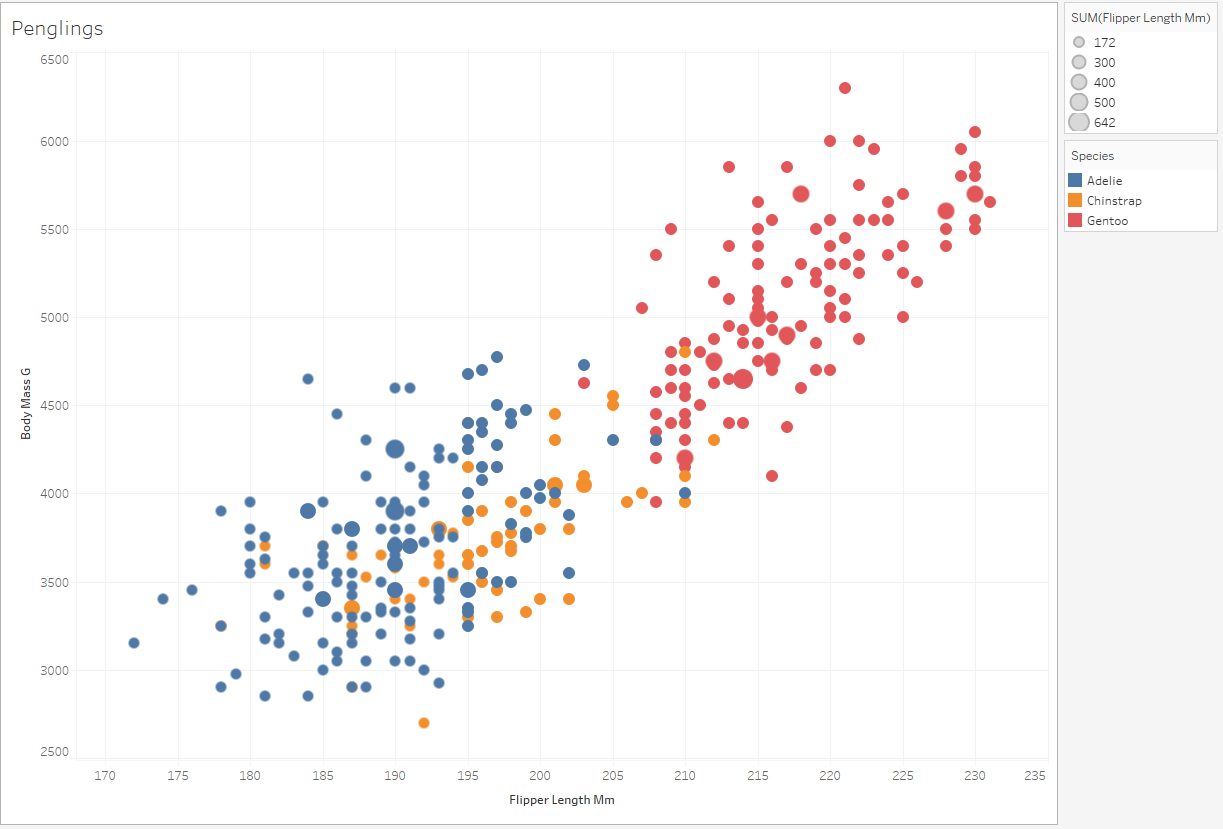 Penglings
SUM(Flipper Length Mm)
172
300
400
500
642
Species
Adelie
Chinstrap
Gentoo
6500
6000
5500
5000
4500
4000
3500
3000
2500
Body Mass G
170 175 180 185 190 195 200 205 210 215 220 225 230 235
Flipper Length Mm